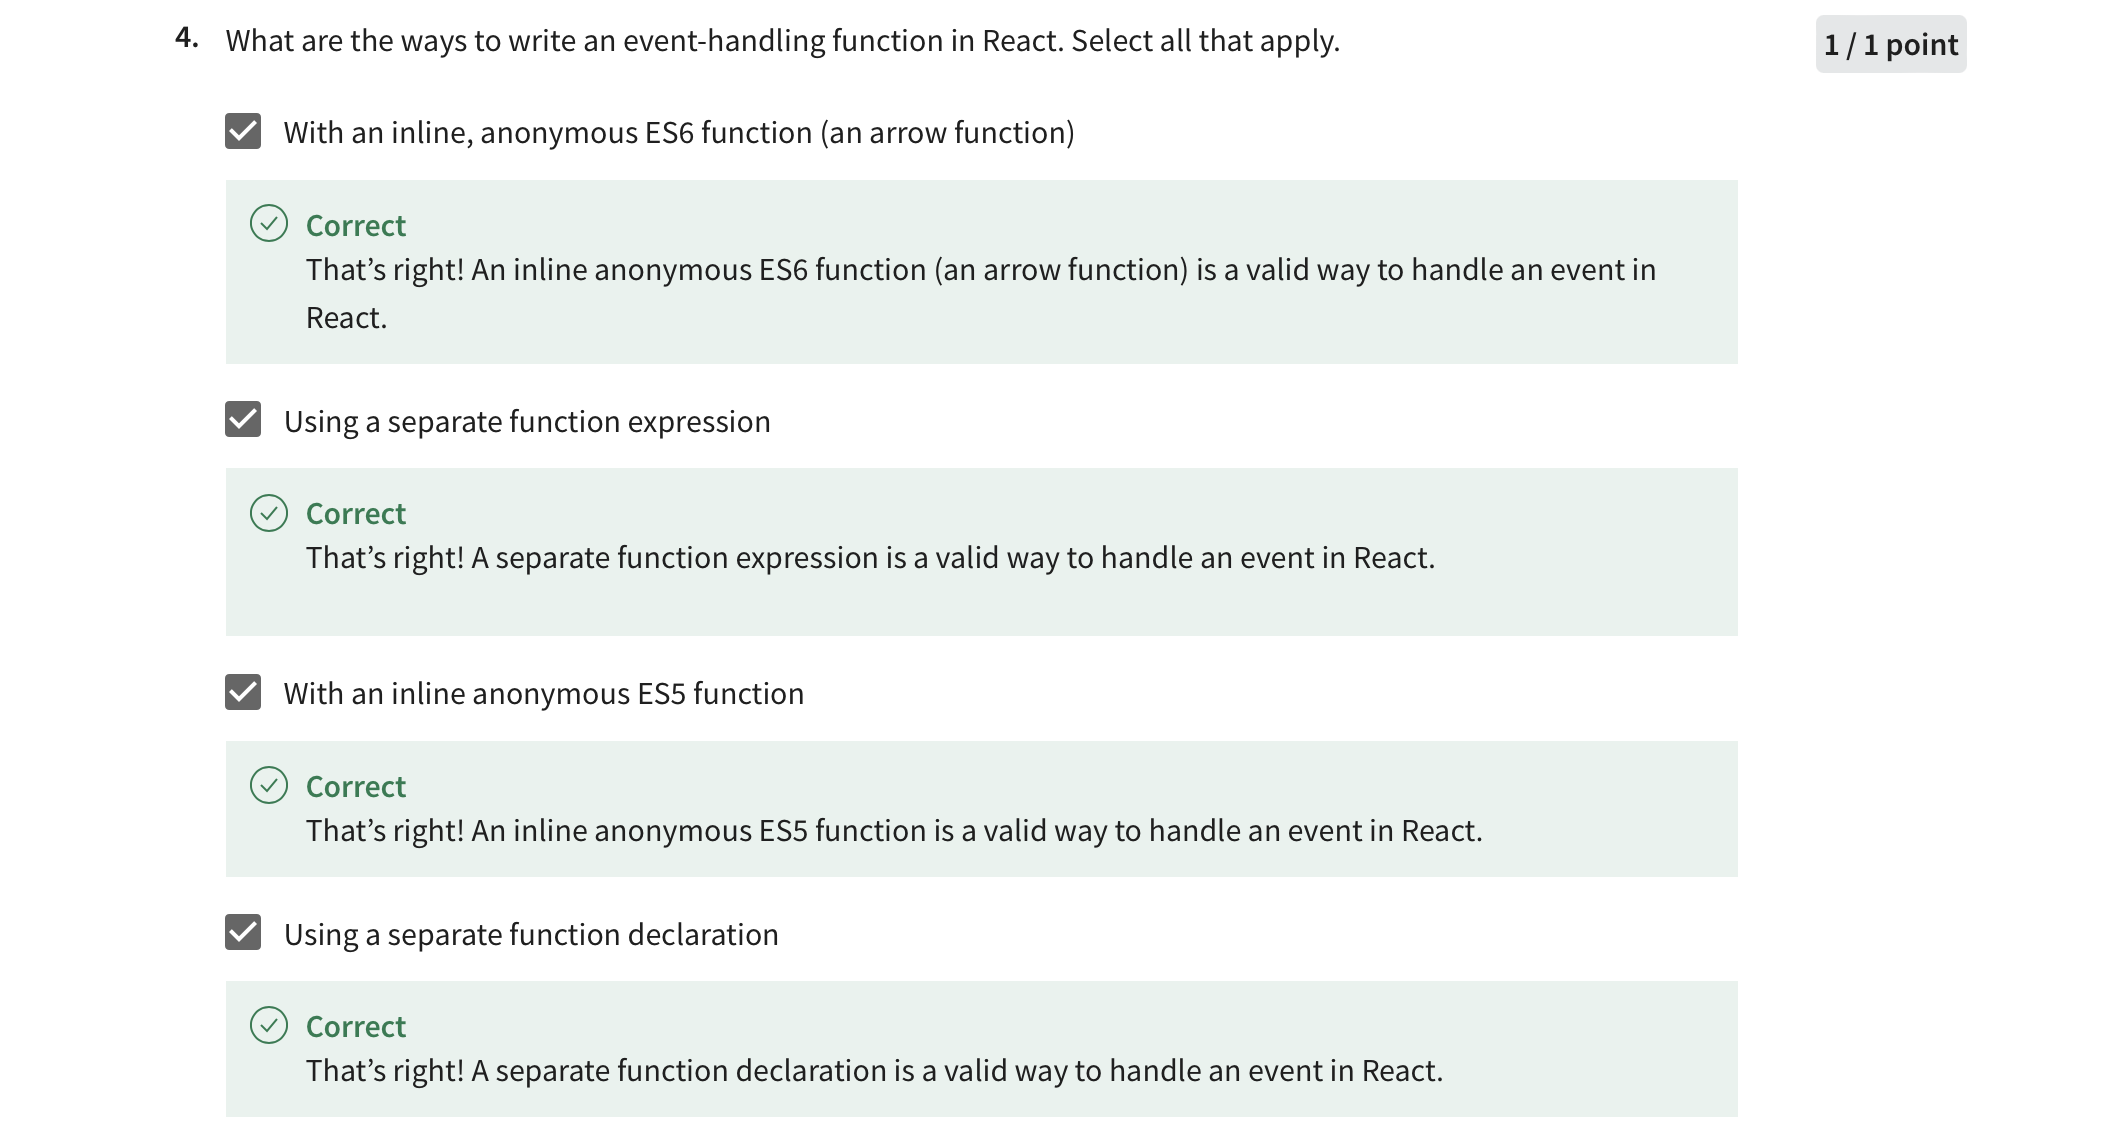 4. What are the ways to write an event-handling function in React. Select all that apply.
1 / 1 point
With an inline, anonymous ES6 function (an arrow function)
Correct
That’s right! An inline anonymous ES6 function (an arrow function) is a valid way to handle an event in
React.
Using a separate function expression
Correct
That’s right! A separate function expression is a valid way to handle an event in React.
With an inline anonymous ES5 function
Correct
That’s right! An inline anonymous ES5 function is a valid way to handle an event in React.
Using a separate function declaration
Correct
That’s right! A separate function declaration is a valid way to handle an event in React.